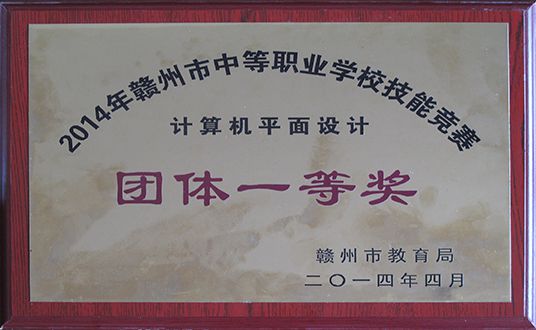 2014年赣州市中等职业学校技能竞赛
计算机平面设计
团体一等奖
赣州市教育局
二〇一四年四月